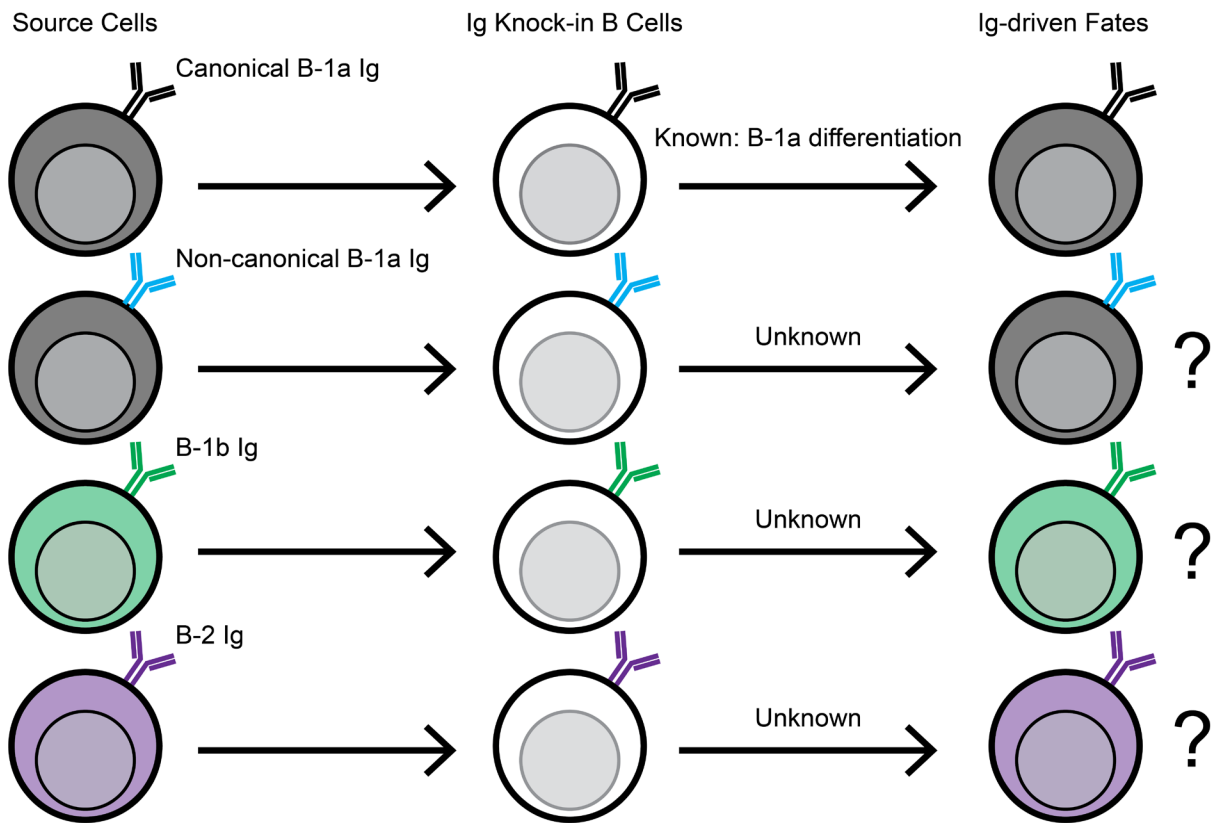 Source Cells
Ig Knock-in B Cells
Ig-driven Fates
Canonical B-1a Ig
Known: B-1a differentiation
Non-canonical B-1a Ig
Unknown
?
B-1b Ig
Unknown
?
B-2 Ig
Unknown
?